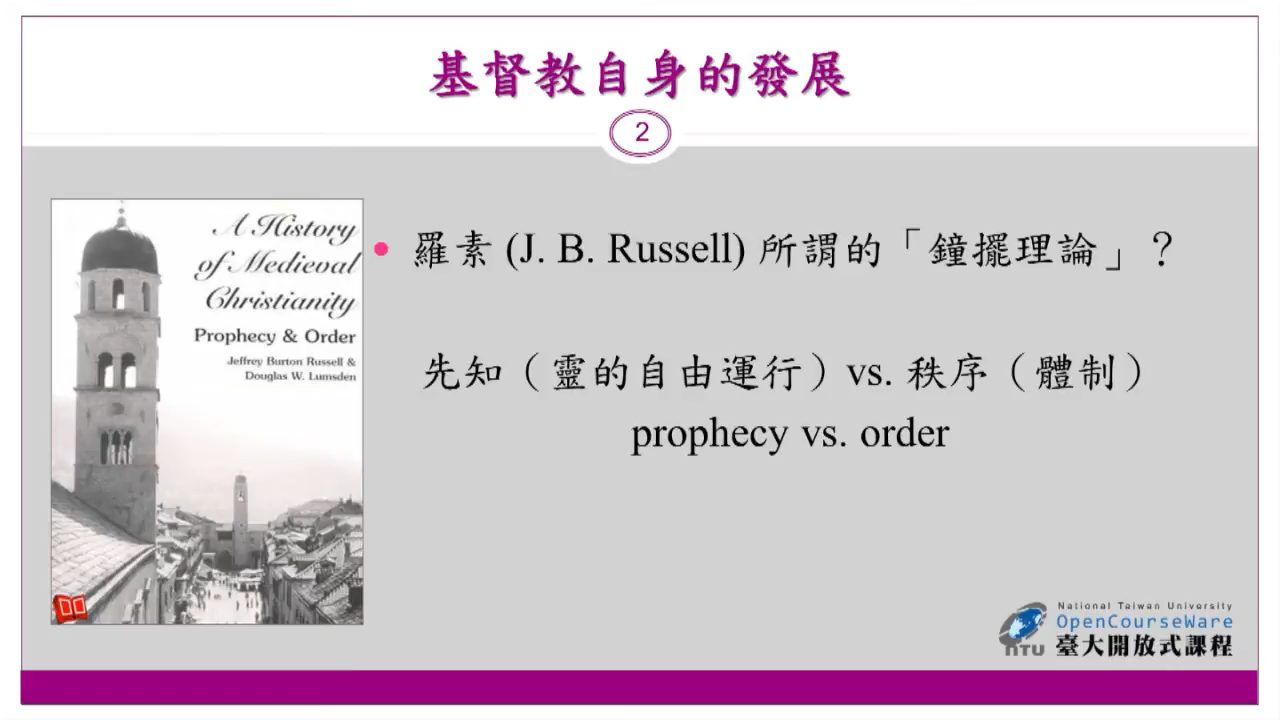 基督教自身的發展
2
A History
of Medieval
Christianity
Prophecy & Order
Jeffrey Burton Russell &
Douglas W. Lumsden
• 羅素 (J. B. Russell) 所謂的「鐘擺理論」？
先知（靈的自由運行）vs. 秩序（體制）
prophecy vs. order
National Taiwan University
OpenCourseWare
NTU 臺大開放式課程